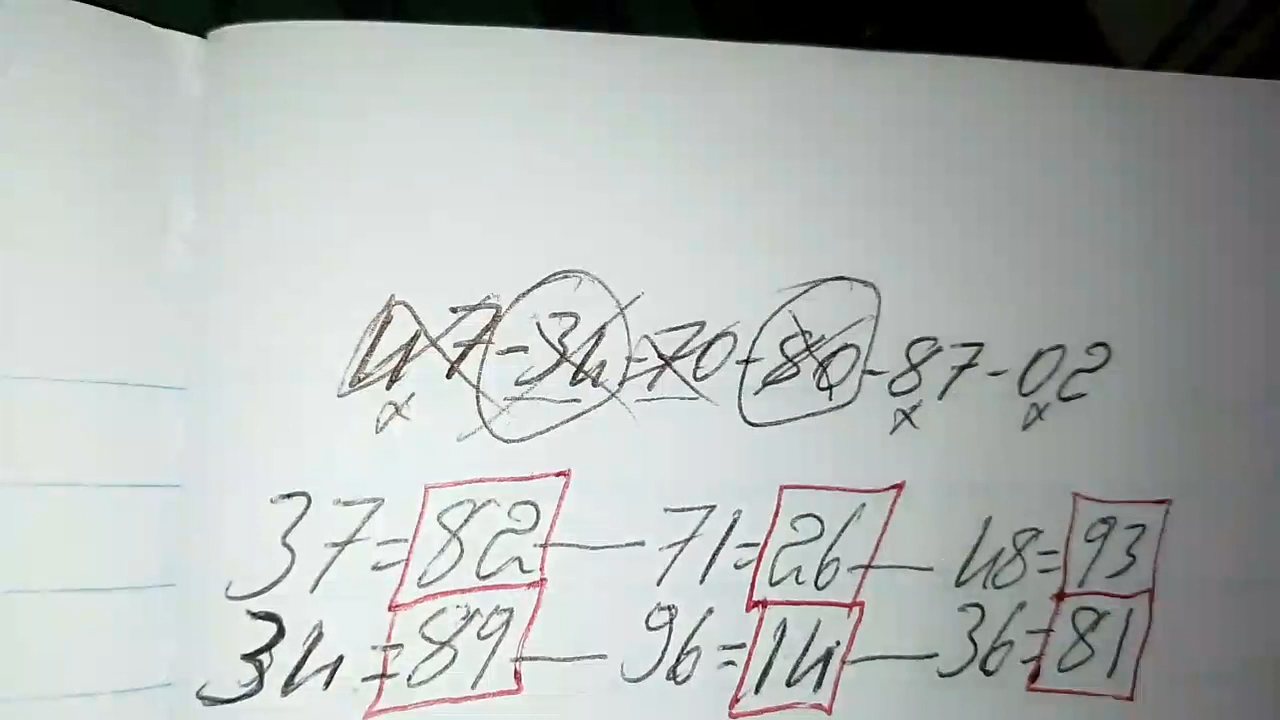 47-34-70-80-87-02
x x x
37=82—71=26—48=93
34=89—96=14—36=81